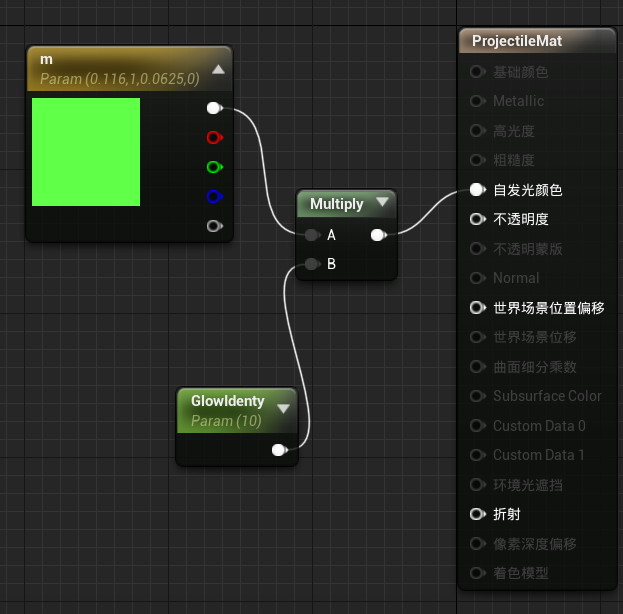 m
Param (0.116,1,0.0625,0)
Multiply
A
B
GlowIdenty
Param (10)
ProjectileMat
基础颜色
Metallic
高光度
粗糙度
自发光颜色
不透明度
不透明蒙版
Normal
世界场景位置偏移
世界场景位移
曲面细分乘数
Subsurface Color
Custom Data 0
Custom Data 1
环境光遮挡
折射
像素深度偏移
着色模型